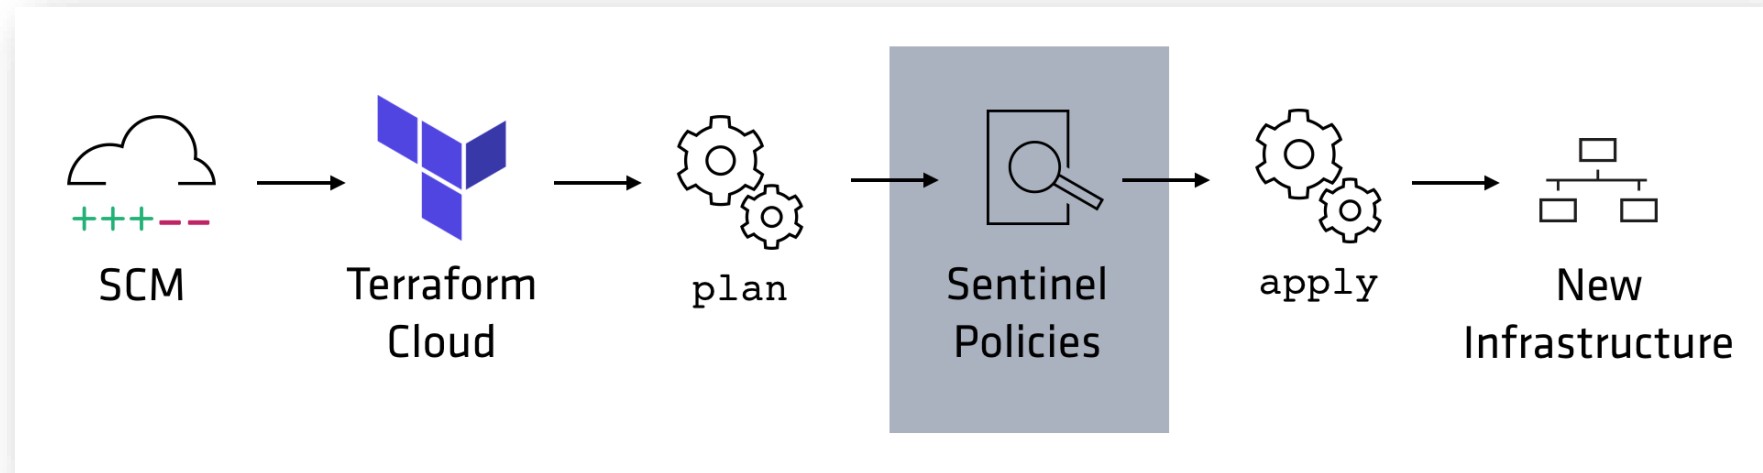 +++--
SCM
Terraform
Cloud
plan
Sentinel
Policies
apply
New
Infrastructure